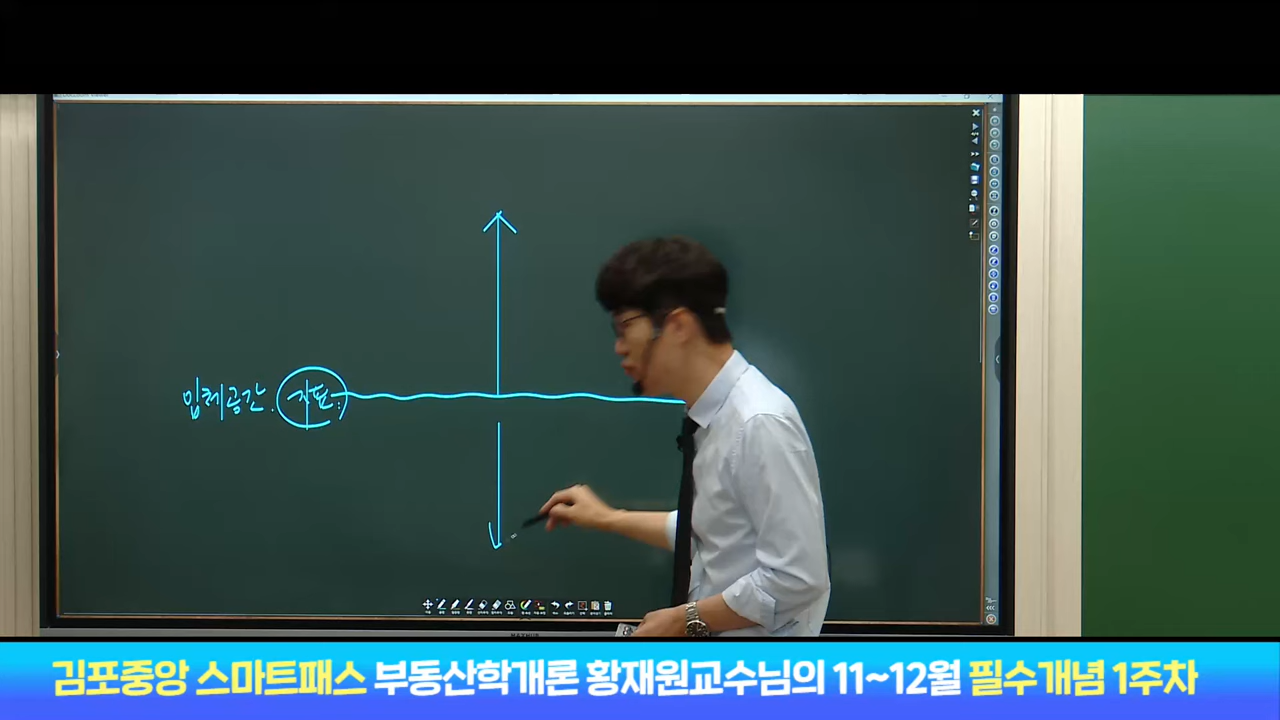 입체공간. 지표.
김포중앙 스마트패스 부동산학개론 황재원교수님의 11~12월 필수개념 1주차